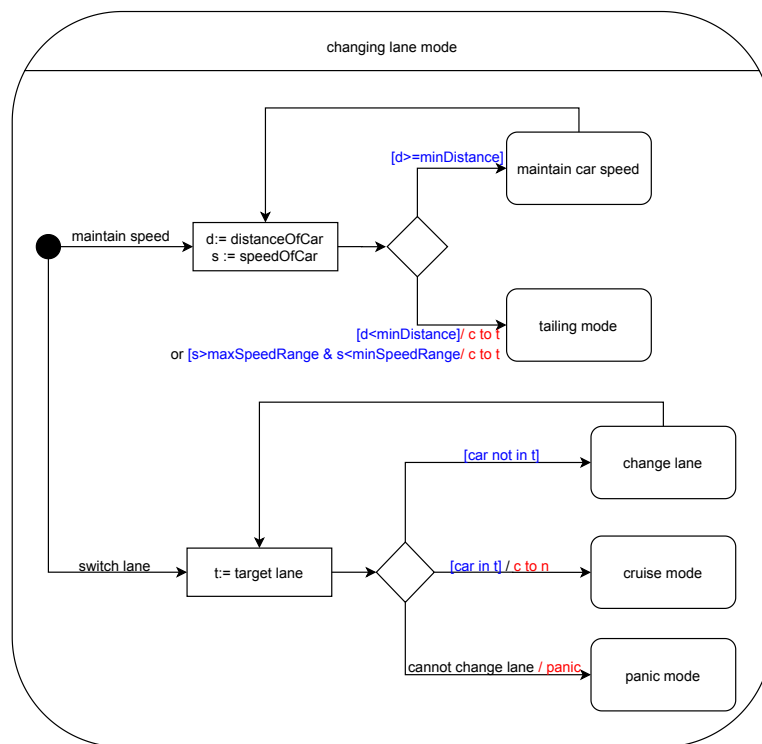 changing lane mode
[d>=minDistance]
maintain car speed
maintain speed
d:= distanceOfCar
s := speedOfCar
tailing mode
[d<minDistance]/ c to t
or [s>maxSpeedRange & s<minSpeedRange/ c to t
[car not in t]
change lane
switch lane
t:= target lane
[car in t] / c to n
cruise mode
cannot change lane / panic
panic mode